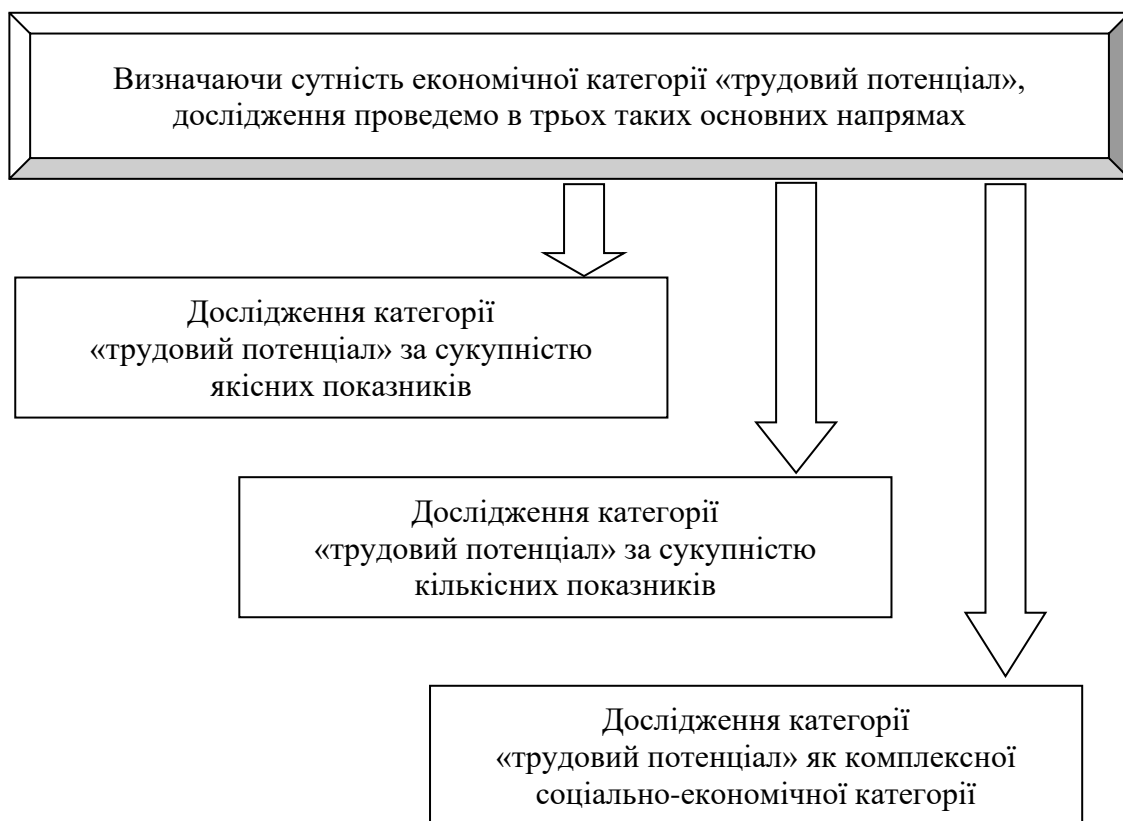 Визначаючи сутність економічної категорії «трудовий потенціал»,
дослідження проведемо в трьох таких основних напрямах
Дослідження категорії
«трудовий потенціал» за сукупністю
якісних показників
Дослідження категорії
«трудовий потенціал» за сукупністю
кількісних показників
Дослідження категорії
«трудовий потенціал» як комплексної
соціально-економічної категорії